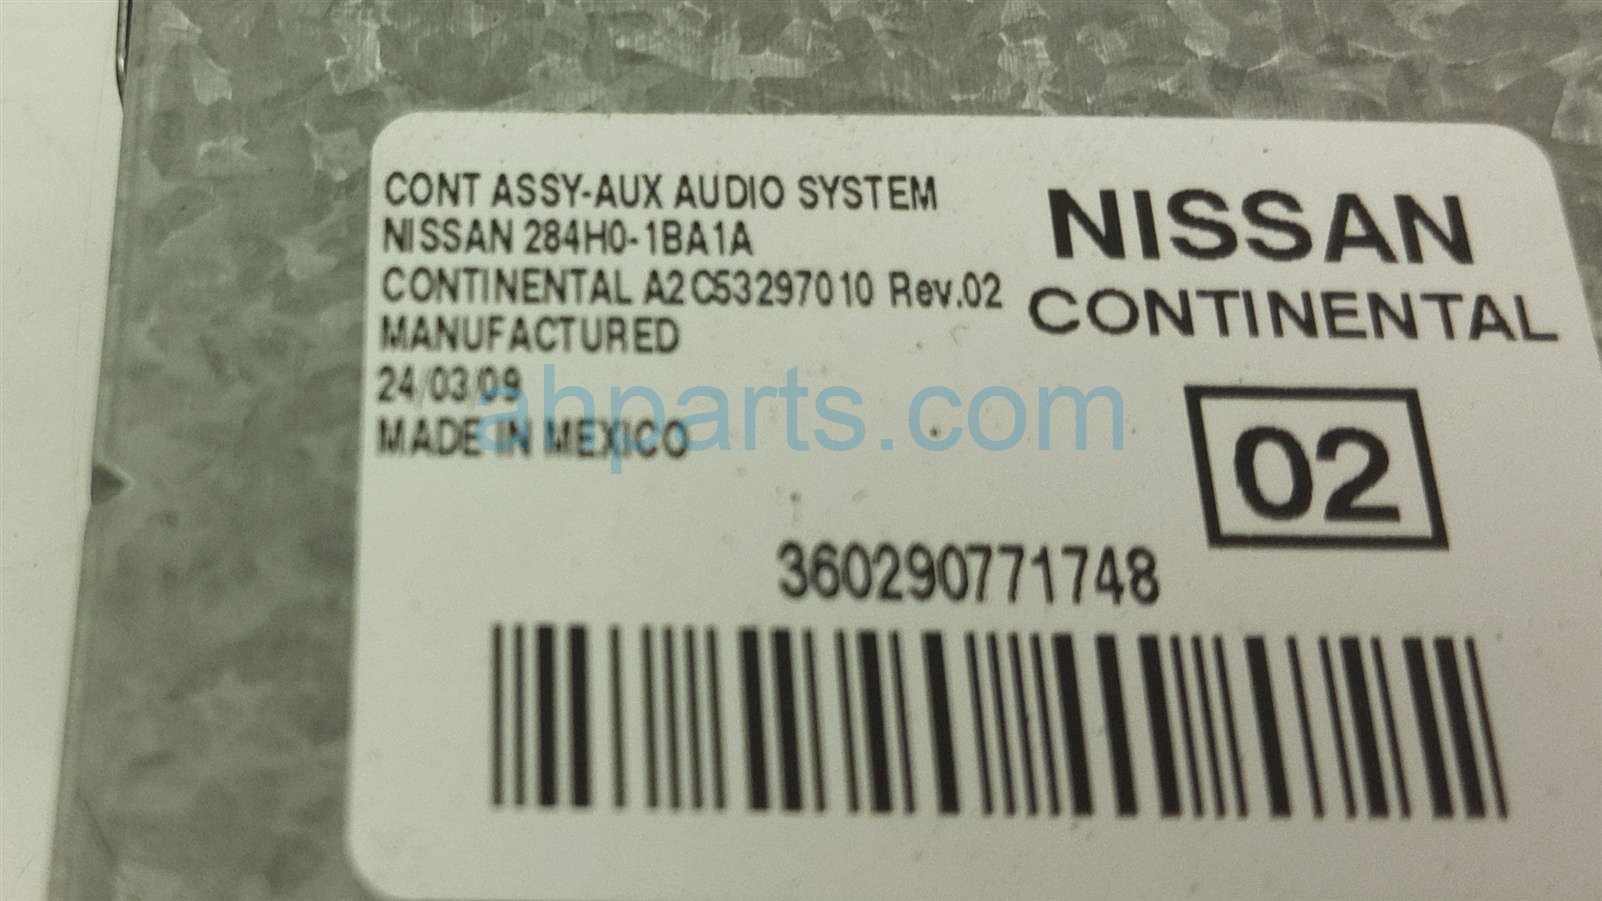 CONT ASSY-AUX AUDIO SYSTEM
NISSAN 284H0-1BA1A
CONTINENTAL A2C53297010 Rev.02
MANUFACTURED
24/03/09
MADE IN MEXICO
NISSAN
CONTINENTAL
02
ahparts.com
360290771748